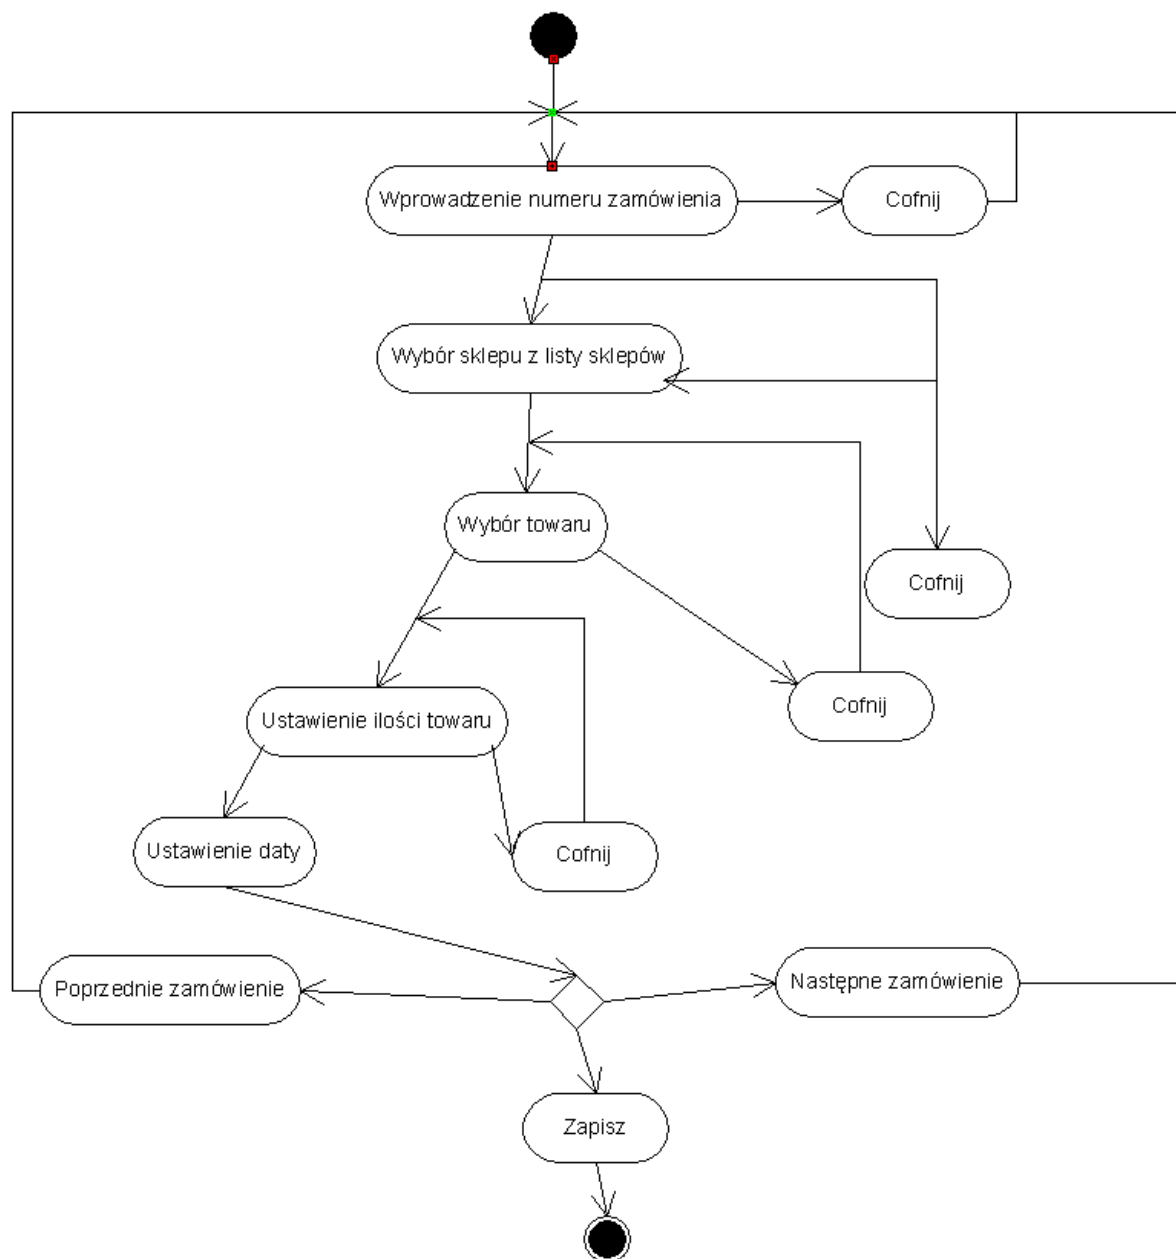 Wprowadzenie numeru zamówienia
Cofnij
Wybór sklepu z listy sklepów
Wybór towaru
Cofnij
Cofnij
Ustawienie ilości towaru
Ustawienie daty
Cofnij
Poprzednie zamówienie
Następne zamówienie
Zapisz